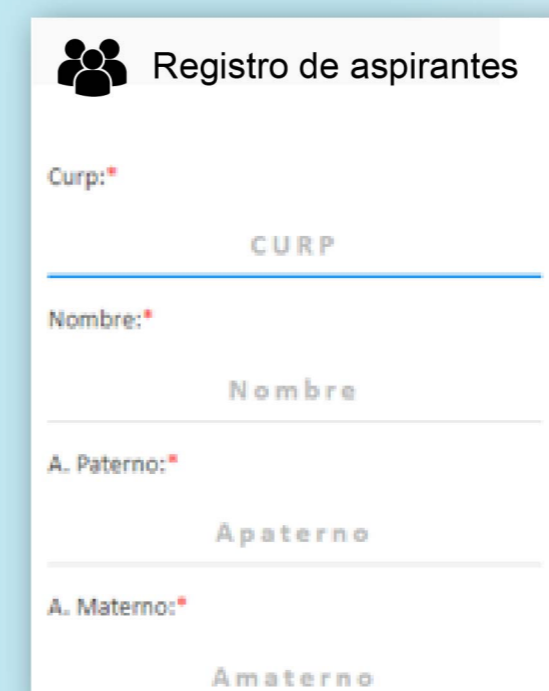 Registro de aspirantes
Curp:*
CURP
Nombre:*
Nombre
A. Paterno:*
Apaterno
A. Materno:*
Amaterno